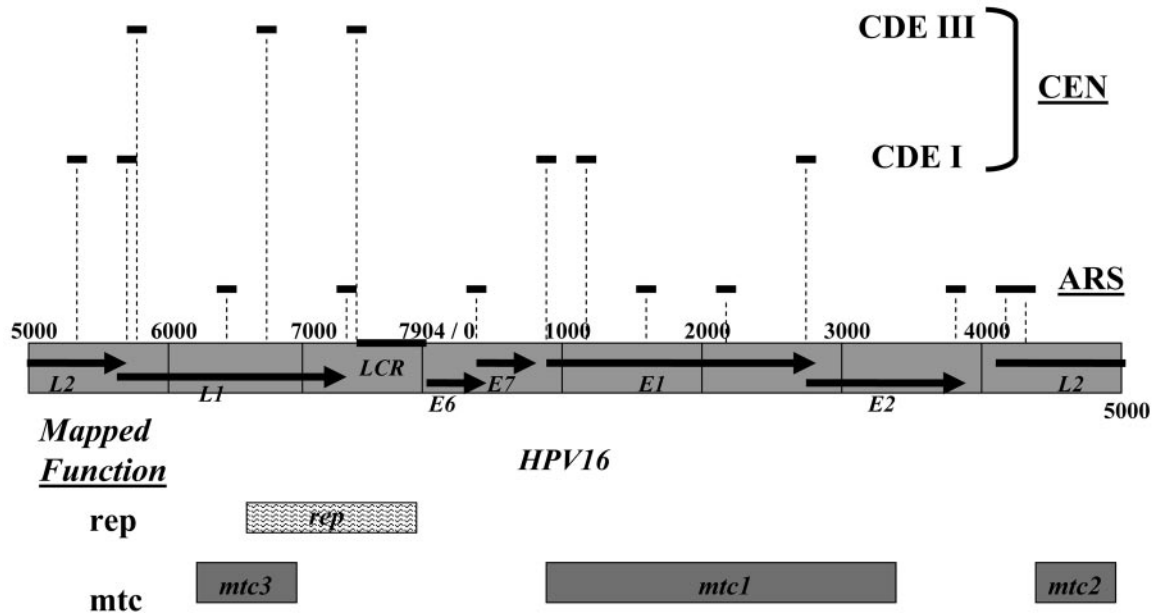 CDE III
CEN
CDE I
ARS
5000 6000 7000 7904 / 0 1000 2000 3000 4000
L2 L1 LCR E6 E7 E1 E2 L2
5000
Mapped
Function
HPV16
rep rep
mtc mtc3 mtc1 mtc2